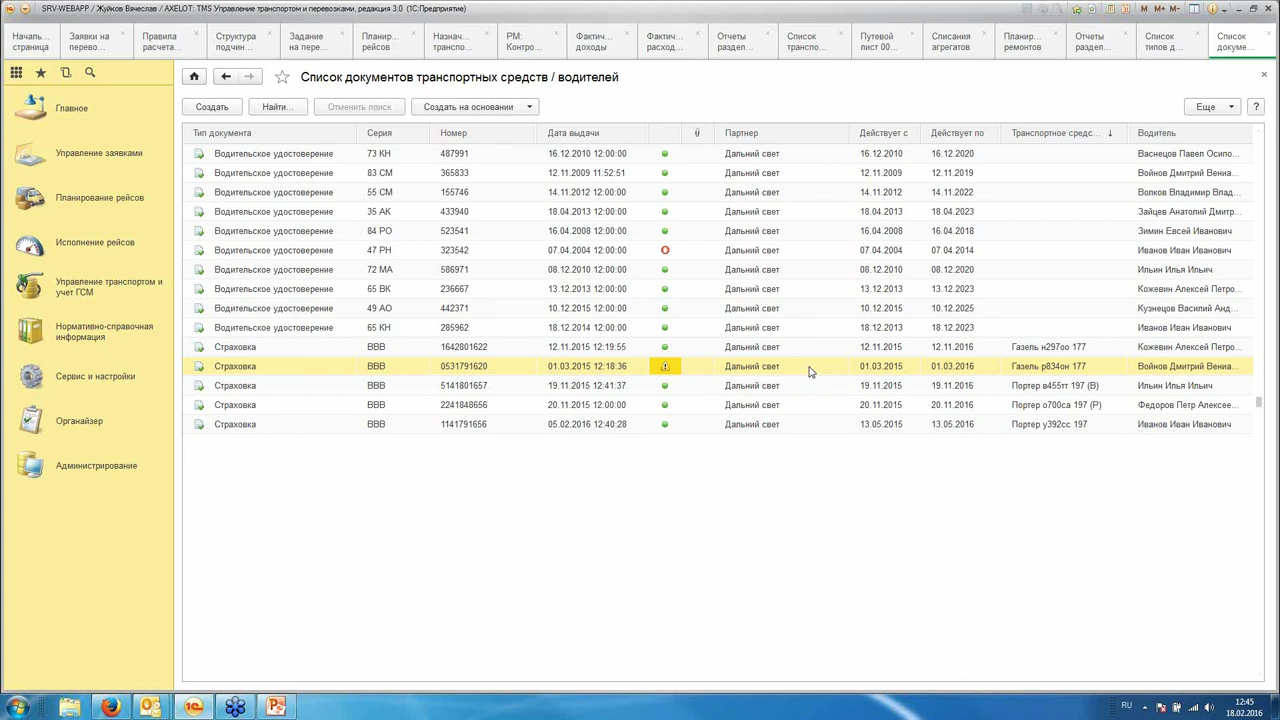 SRV-WEBAPP / Жуйков Вячеслав / AXELOT: TMS Управление транспортом и перевозками, редакция 3.0 (1С:Предприятие)
M M+ M-
Началь... страница
Заявки на перево...
Правила расчета...
Структура подчин...
Задание на пере...
Планир... рейсов
Назнач... транспо...
РМ: Контро...
Фактич... доходы
Фактич... расход...
Отчеты раздел...
Список транспо...
Путевой лист 00...
Списания агрегатов
Планир... ремонтов
Отчеты раздел...
Список типов д...
Список докуме...
Главное
Управление заявками
Планирование рейсов
Исполнение рейсов
Управление транспортом и учет ГСМ
Нормативно-справочная информация
Сервис и настройки
Органайзер
Администрирование
Список документов транспортных средств / водителей
Создать Найти... Отменить поиск Создать на основании Еще ?
Тип документа Серия Номер Дата выдачи Партнер Действует с Действует по Транспортное средс... ↓ Водитель
Водительское удостоверение 73 КН 487991 16.12.2010 12:00:00 Дальний свет 16.12.2010 16.12.2020 Васнецов Павел Осипо...
Водительское удостоверение 83 СМ 365833 12.11.2009 11:52:51 Дальний свет 12.11.2009 12.11.2019 Войнов Дмитрий Вениа...
Водительское удостоверение 55 СМ 155746 14.11.2012 12:00:00 Дальний свет 14.11.2012 14.11.2022 Волков Владимир Влад...
Водительское удостоверение 35 АК 433940 18.04.2013 12:00:00 Дальний свет 18.04.2013 18.04.2023 Зайцев Анатолий Дмитр...
Водительское удостоверение 84 РО 523541 16.04.2008 12:00:00 Дальний свет 16.04.2008 16.04.2018 Зимин Евсей Иванович
Водительское удостоверение 47 РН 323542 07.04.2004 12:00:00 Дальний свет 07.04.2004 07.04.2014 Иванов Иван Иванович
Водительское удостоверение 72 МА 586971 08.12.2010 12:00:00 Дальний свет 08.12.2010 08.12.2020 Ильин Илья Ильич
Водительское удостоверение 65 ВК 236667 13.12.2013 12:00:00 Дальний свет 13.12.2013 13.12.2023 Кожевин Алексей Петро...
Водительское удостоверение 49 АО 442371 10.12.2015 12:00:00 Дальний свет 10.12.2015 10.12.2025 Кузнецов Василий Анд...
Водительское удостоверение 65 КН 285962 18.12.2014 12:00:00 Дальний свет 18.12.2013 18.12.2023 Иванов Иван Иванович
Страховка ВВВ 1642801622 12.11.2015 12:19:55 Дальний свет 12.11.2015 12.11.2016 Газель н297оо 177 Кожевин Алексей Петро...
Страховка ВВВ 0531791620 01.03.2015 12:18:36 Дальний свет 01.03.2015 01.03.2016 Газель р834он 177 Войнов Дмитрий Вениа...
Страховка ВВВ 5141801657 19.11.2015 12:41:37 Дальний свет 19.11.2015 19.11.2016 Портер в455тт 197 (В) Ильин Илья Ильич
Страховка ВВВ 2241848656 20.11.2015 12:00:00 Дальний свет 20.11.2015 20.11.2016 Портер о700са 197 (Р) Федоров Петр Алексее...
Страховка ВВВ 1141791656 05.02.2016 12:40:28 Дальний свет 13.05.2015 13.05.2016 Портер у392сс 197 Иванов Иван Иванович
RU 12:45
18.02.2016